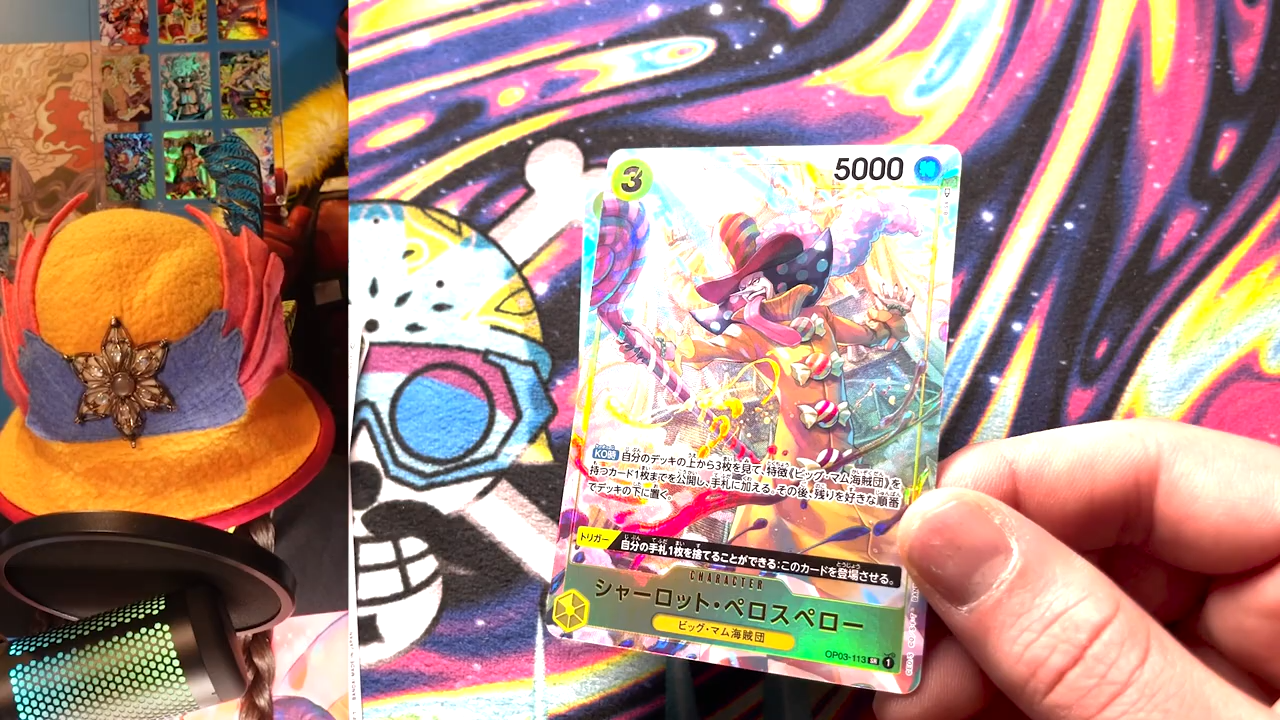 3
5000
KO時 自分のデッキの上から3枚を見て、特徴《ビッグ・マム海賊団》を
持つカード1枚までを公開し、手札に加える。その後、残りを好きな順番
でデッキの下に置く。
トリガー 自分の手札1枚を捨てることができる:このカードを登場させる。
CHARACTER
シャーロット・ペロスペロー
ビッグ・マム海賊団
OP03-113 SR 1